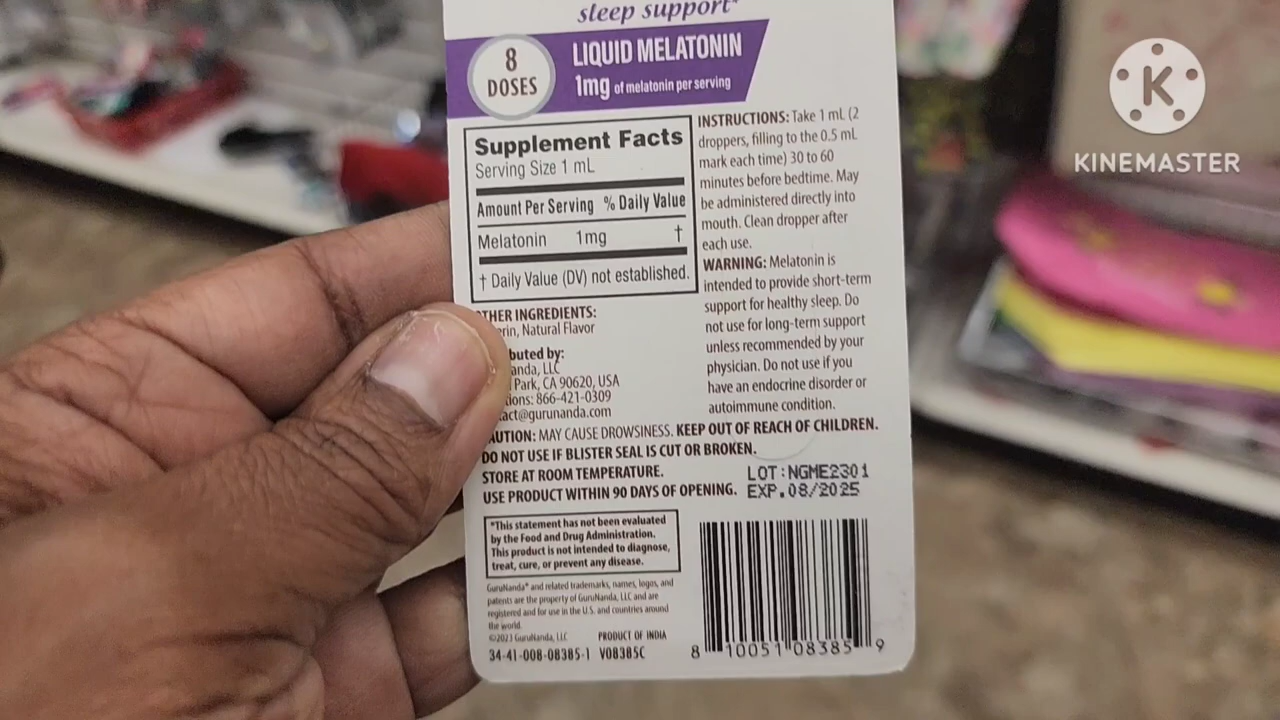 sleep support*
8
DOSES
LIQUID MELATONIN
1mg of melatonin per serving
Supplement Facts
Serving Size 1 mL
Amount Per Serving % Daily Value
Melatonin 1mg †
† Daily Value (DV) not established.
INSTRUCTIONS: Take 1 mL (2
droppers, filling to the 0.5 mL
mark each time) 30 to 60
minutes before bedtime. May
be administered directly into
mouth. Clean dropper after
each use.
WARNING: Melatonin is
intended to provide short-term
support for healthy sleep. Do
not use for long-term support
unless recommended by your
physician. Do not use if you
have an endocrine disorder or
autoimmune condition.
INGREDIENTS:
Natural Flavor
by:
LLC
Park, CA 90620, USA
866-421-0309
@gurunanda.com
MAY CAUSE DROWSINESS. KEEP OUT OF REACH OF CHILDREN.
DO NOT USE IF BLISTER SEAL IS CUT OR BROKEN.
STORE AT ROOM TEMPERATURE.
USE PRODUCT WITHIN 90 DAYS OF OPENING.
LOT:NGME2301
EXP.08/2025
*This statement has not been evaluated
by the Food and Drug Administration.
This product is not intended to diagnose,
treat, cure, or prevent any disease.
GuruNanda® and related trademarks, names, logos, and
patents are the property of GuruNanda, LLC and are
registered and for use in the U.S. and countries around
the world.
©2023 GuruNanda, LLC PRODUCT OF INDIA
34-41-008-08385-1 V08385C
8 10051 08385 9
K
KINEMASTER